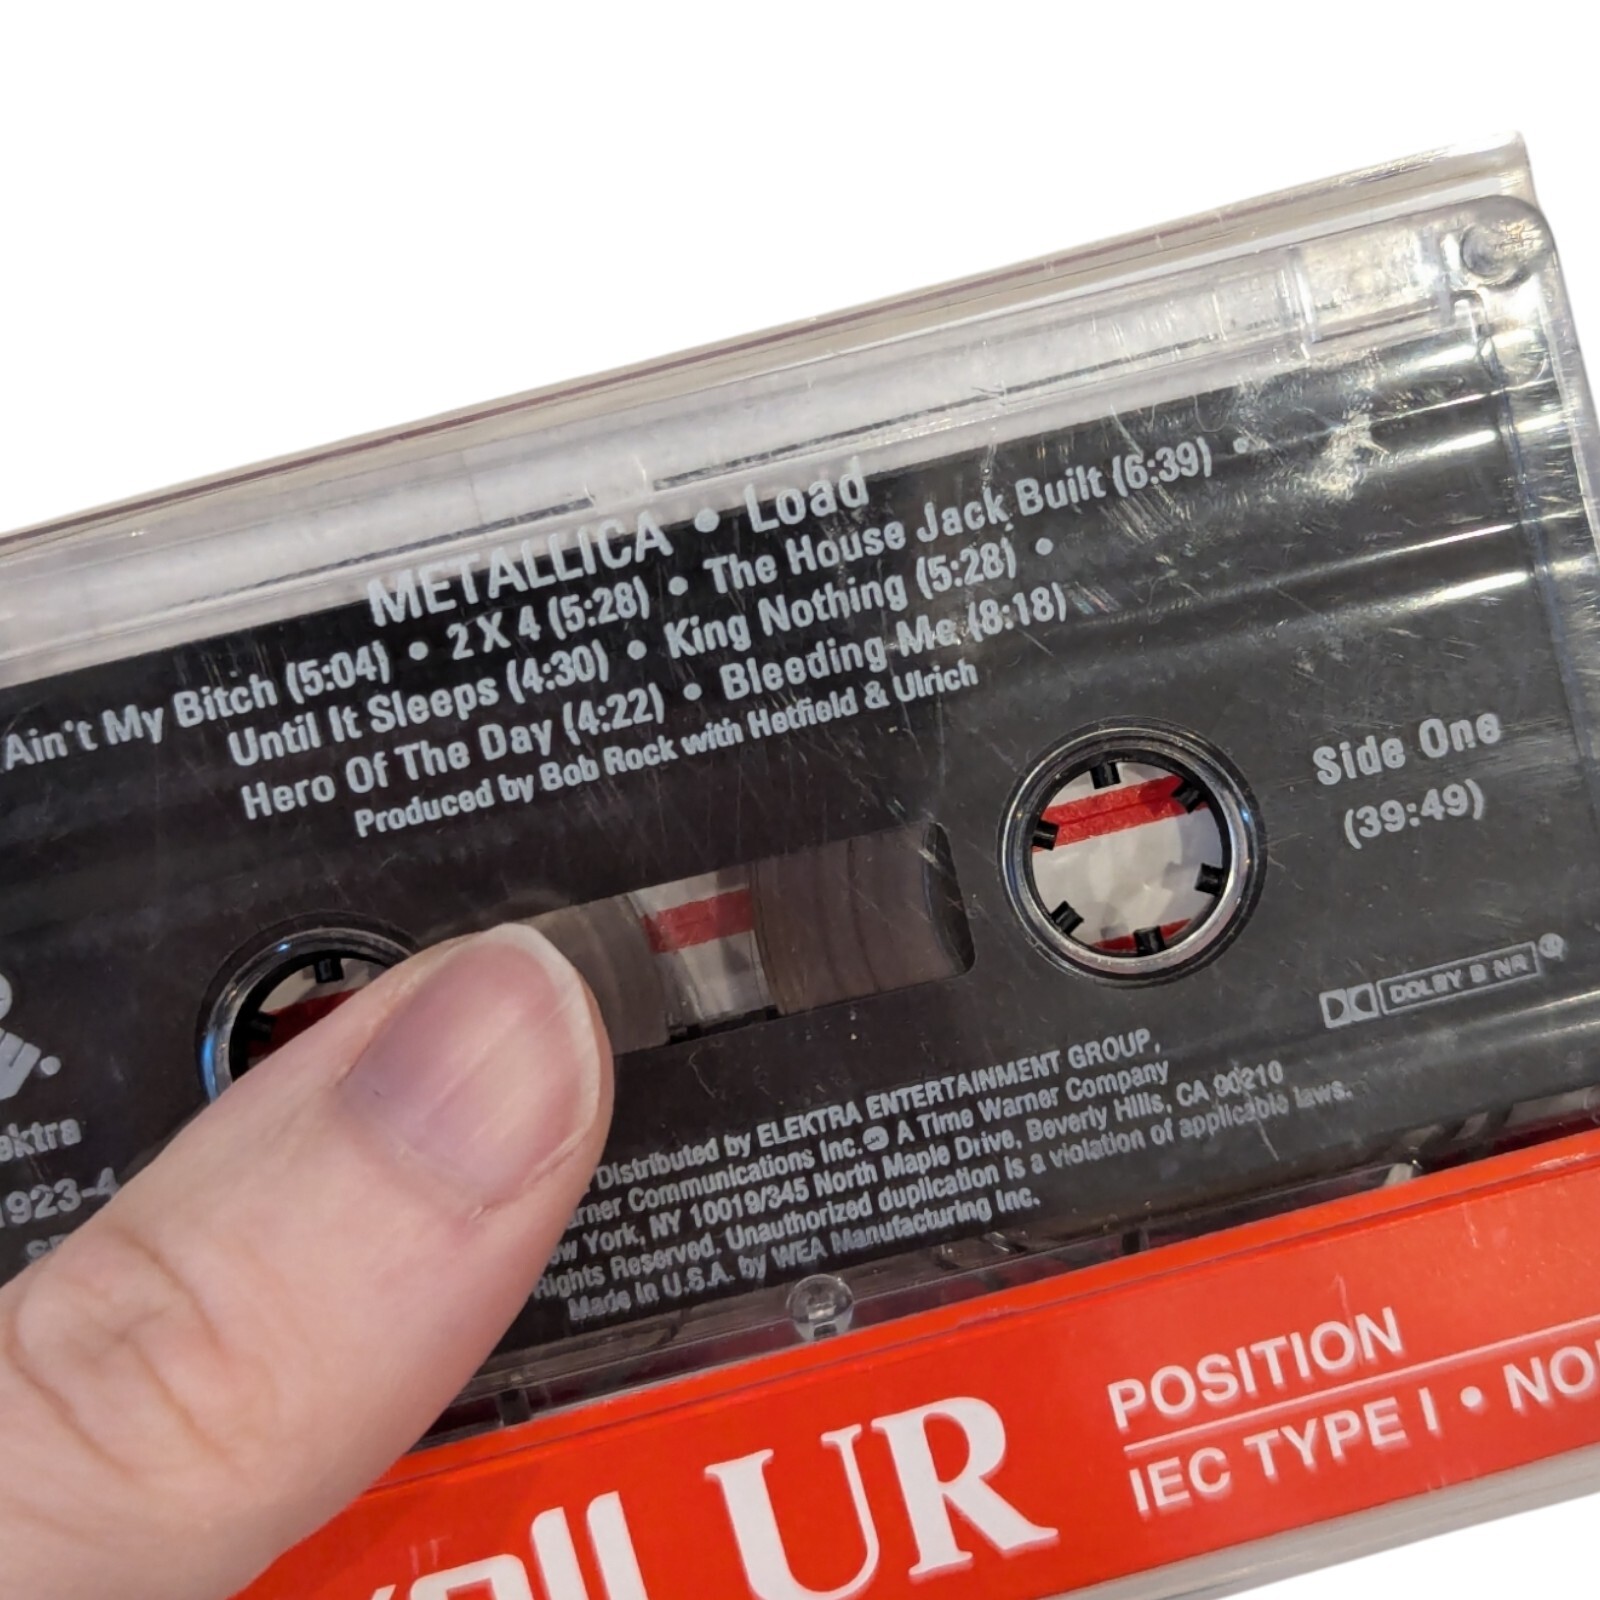 METALLICA • Load
Ain't My Bitch (5:04) • 2 X 4 (5:28) • The House Jack Built (6:39) •
Until It Sleeps (4:30) • King Nothing (5:28) •
Hero Of The Day (4:22) • Bleeding Me (8:18)
Produced by Bob Rock with Hetfield & Ulrich
Side One
(39:49)
DOLBY B NR
Distributed by ELEKTRA ENTERTAINMENT GROUP,
Communications Inc. A Time Warner Company
York, NY 10019/345 North Maple Drive, Beverly Hills, CA 90210
Rights Reserved. Unauthorized duplication is a violation of applicable laws.
Made in U.S.A. by WEA Manufacturing Inc.
UR
POSITION
IEC TYPE I •